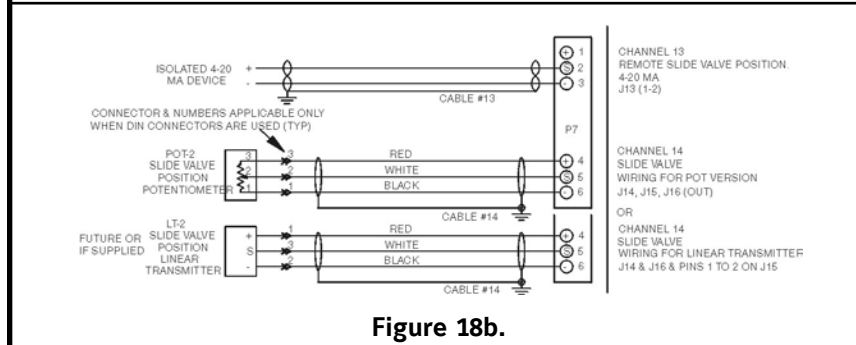 ISOLATED 4-20
MA DEVICE
+
-
CABLE #13
+ 1
S 2
- 3
CHANNEL 13
REMOTE SLIDE VALVE POSITION.
4-20 MA
J13 (1-2)
CONNECTOR & NUMBERS APPLICABLE ONLY
WHEN DIN CONNECTORS ARE USED (TYP)
P7
POT-2
SLIDE VALVE
POSITION
POTENTIOMETER
3
2
1
3
2
1
RED
WHITE
BLACK
CABLE #14
+ 4
S 5
- 6
CHANNEL 14
SLIDE VALVE
WIRING FOR POT VERSION
J14, J15, J16 (OUT)
OR
FUTURE OR
IF SUPPLIED
LT-2
SLIDE VALVE
POSITION
LINEAR
TRANSMITTER
+
S
-
1
3
2
RED
WHITE
BLACK
CABLE #14
+ 4
S 5
- 6
CHANNEL 14
SLIDE VALVE
WIRING FOR LINEAR TRANSMITTER
J14 & J16 & PINS 1 TO 2 ON J15
Figure 18b.